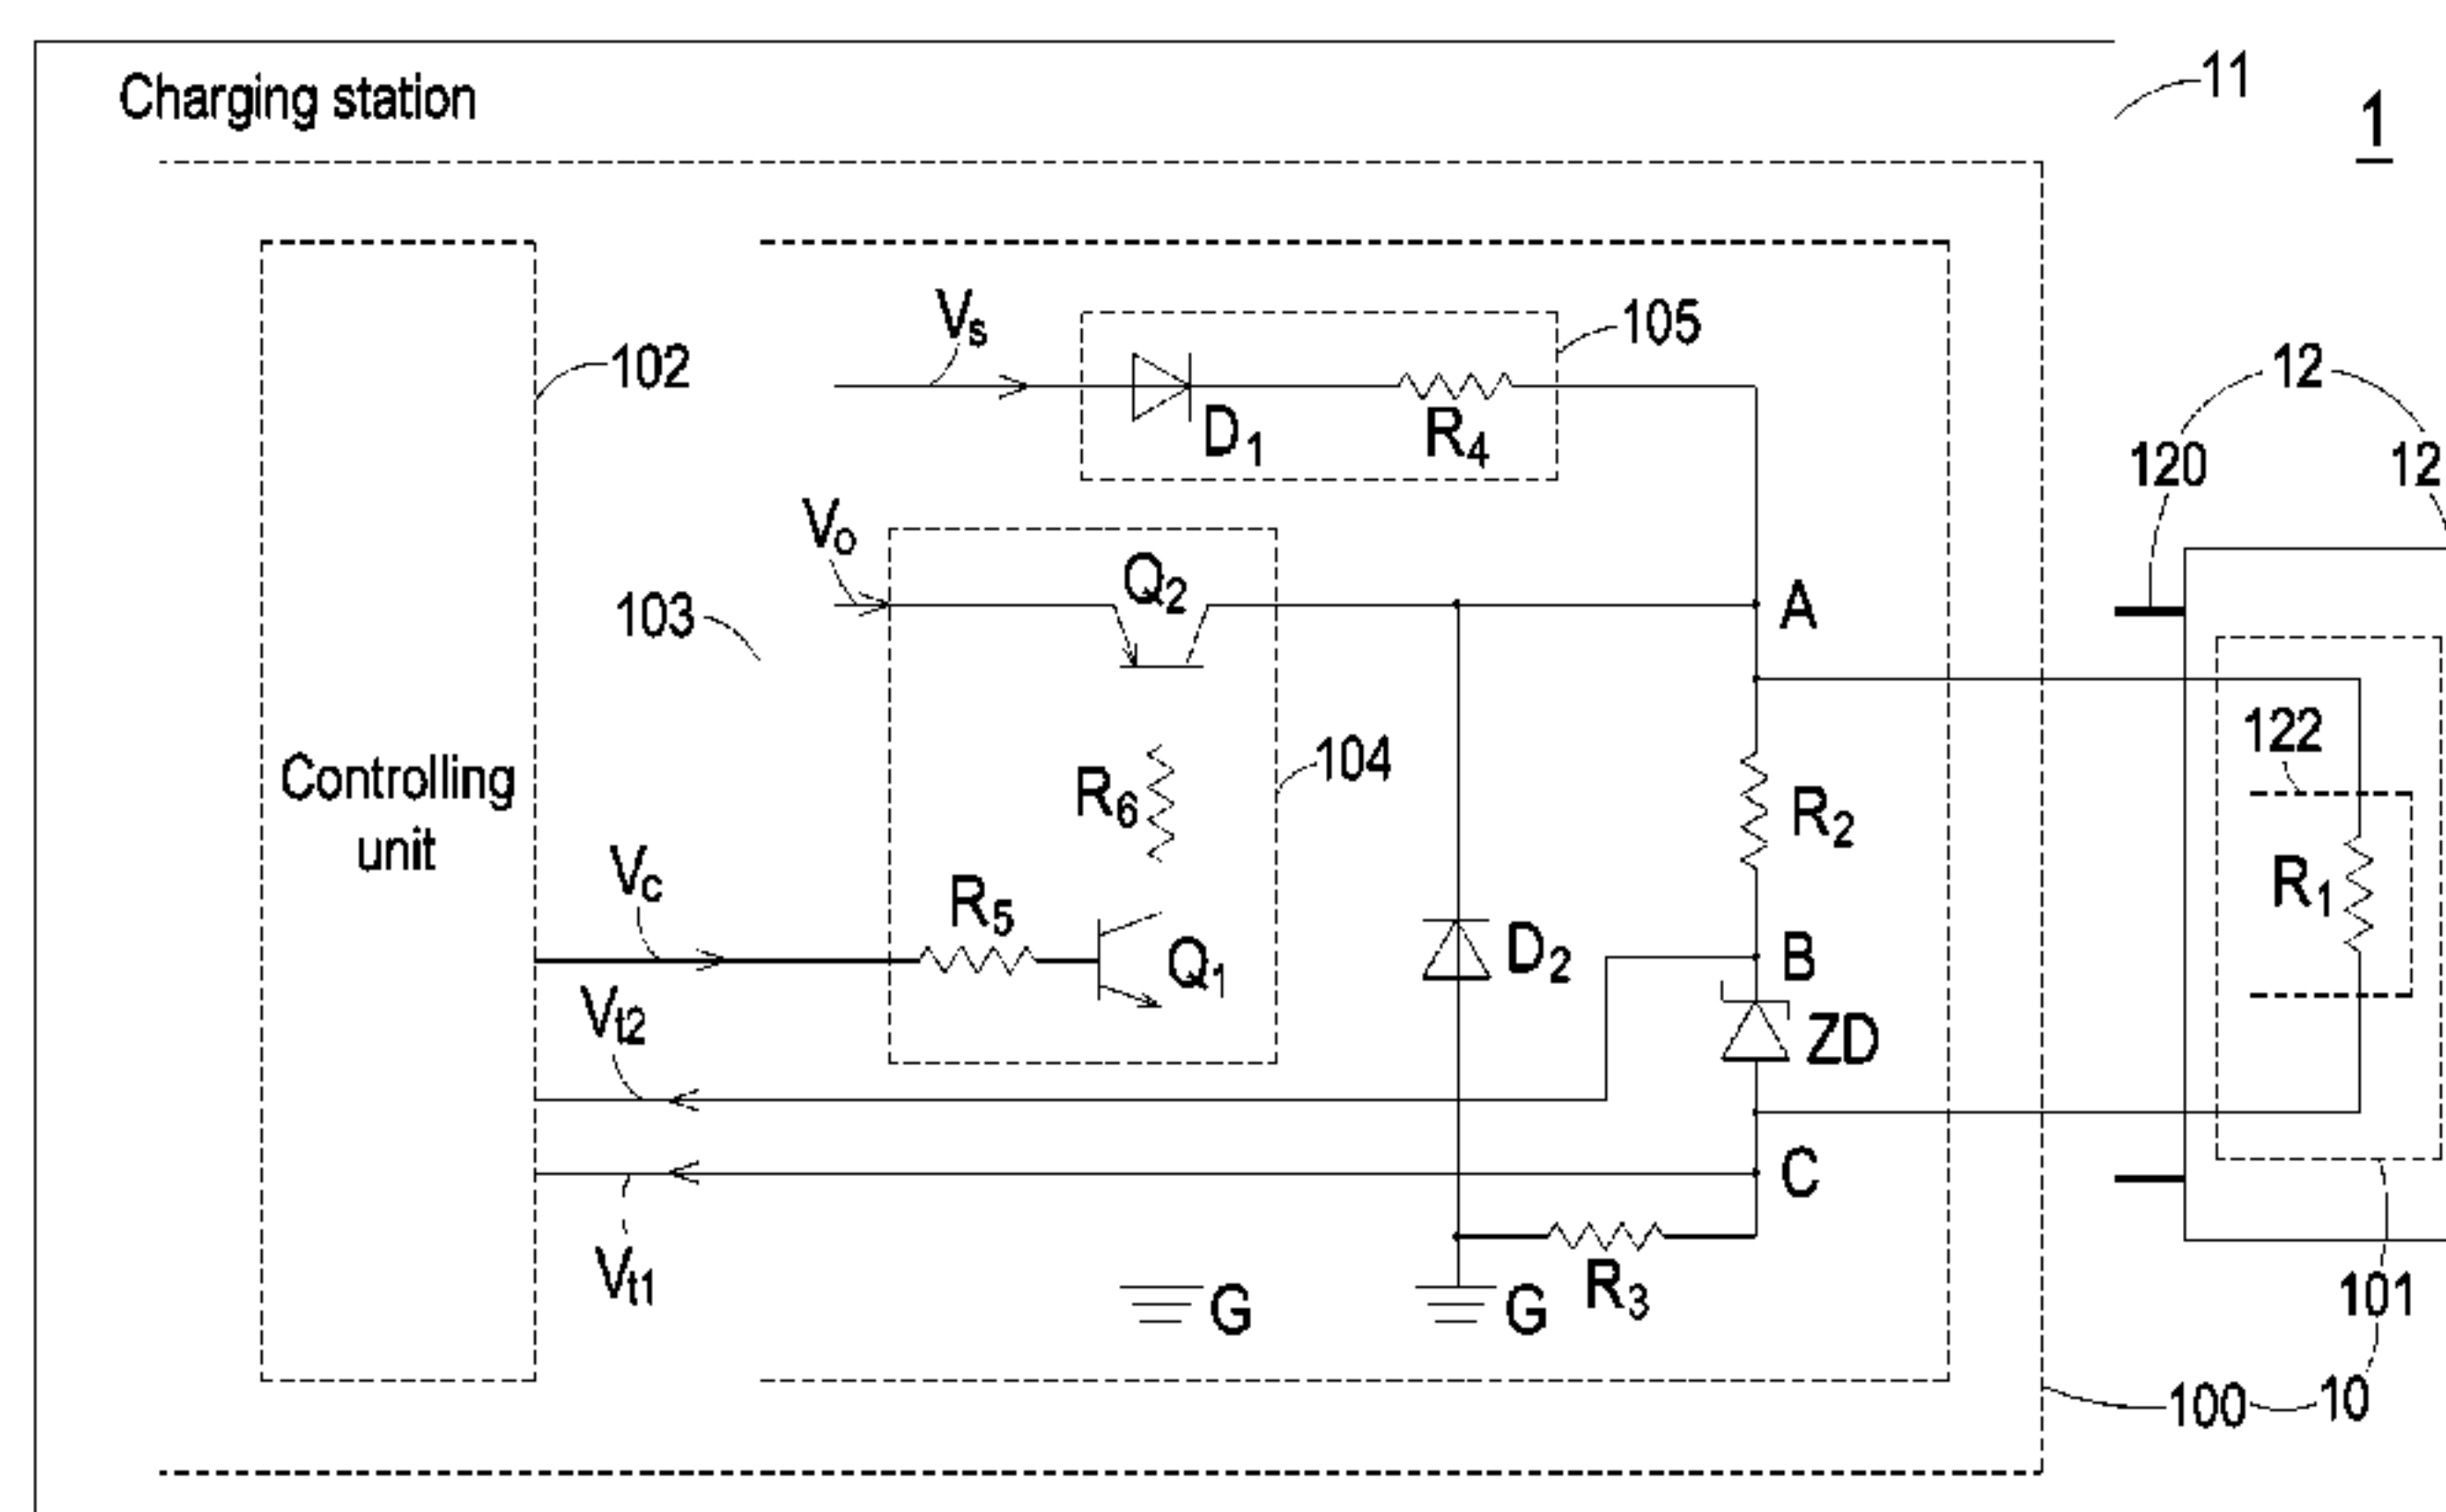 Charging station
11
1
Vs
105
102
12
D1
R4
120
12
Vo
Q2
103
A
122
104
Controlling
unit
R6
R2
Vc
R5
R1
Q1
D2
B
Vt2
ZD
C
Vt1
G
G
R3
101
100
10